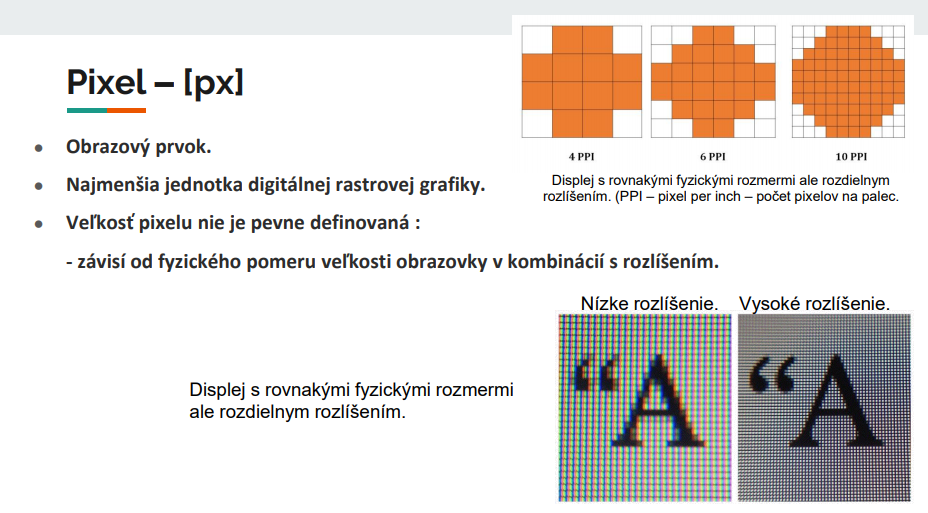 Pixel – [px]
● Obrazový prvok.
● Najmenšia jednotka digitálnej rastrovej grafiky.
● Veľkosť pixelu nie je pevne definovaná :
- závisí od fyzického pomeru veľkosti obrazovky v kombinácií s rozlíšením.
4 PPI 6 PPI 10 PPI
Displej s rovnakými fyzickými rozmermi ale rozdielnym
rozlíšením. (PPI – pixel per inch – počet pixelov na palec.
Nízke rozlíšenie. Vysoké rozlíšenie.
Displej s rovnakými fyzickými rozmermi
ale rozdielnym rozlíšením.
“A “A